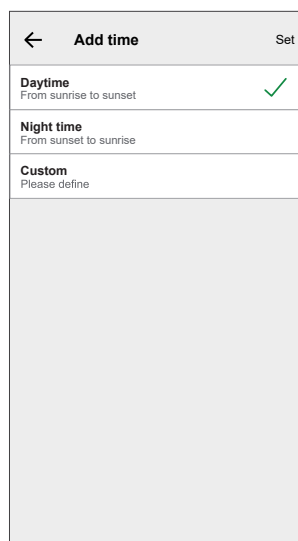 Add time
Set
Daytime
From sunrise to sunset
Night time
From sunset to sunrise
Custom
Please define